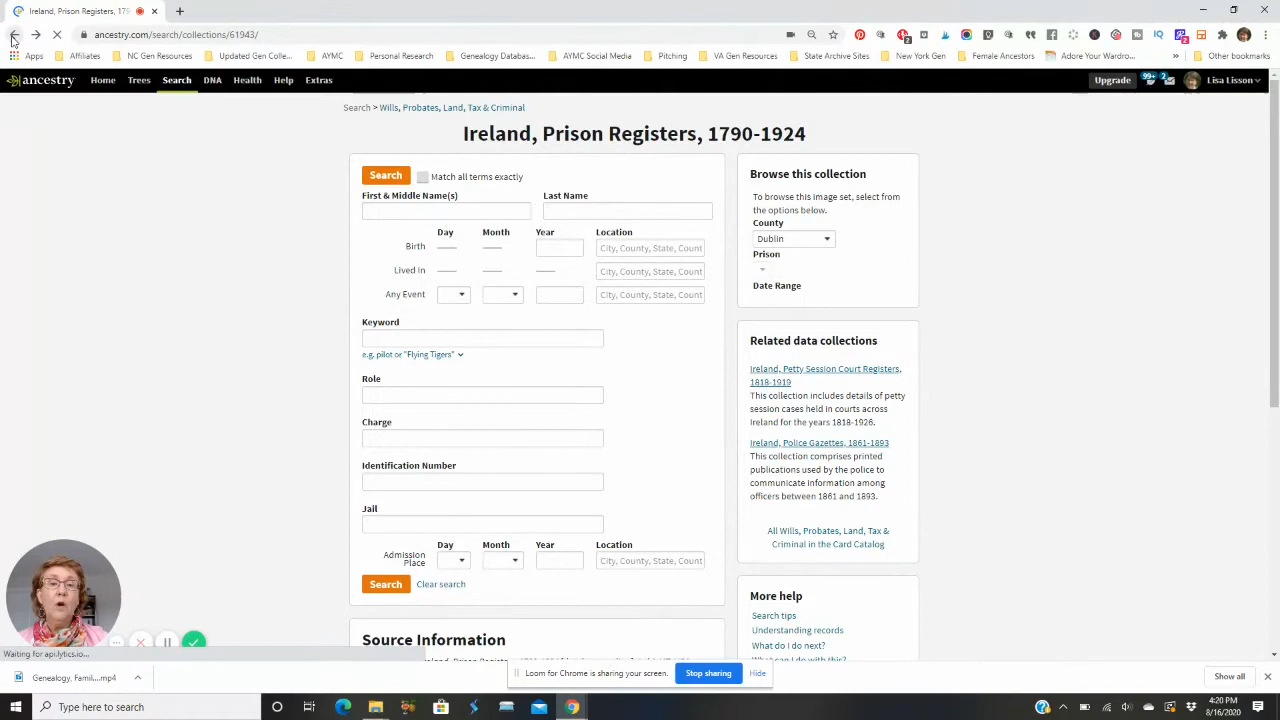 Ireland, Prison Registers, 179
ancestry.com/search/collections/61943/
Apps Affiliates NC Gen Resources Updated Gen Colle... AYMC Personal Research Genealogy Databas... AYMC Social Media Pitching VA Gen Resources State Archive Sites New York Gen Female Ancestors Adore Your Wardro... Other bookmarks
ancestry Home Trees Search DNA Health Help Extras Upgrade 99+ 2 Lisa Lisson
Search > Wills, Probates, Land, Tax & Criminal
Ireland, Prison Registers, 1790-1924
Search Match all terms exactly
First & Middle Name(s) Last Name
Day Month Year Location
Birth City, County, State, Count
Lived In City, County, State, Count
Any Event City, County, State, Count
Keyword
e.g. pilot or "Flying Tigers"
Role
Charge
Identification Number
Jail
Day Month Year Location
Admission
Place City, County, State, Count
Search Clear search
Source Information
Browse this collection
To browse this image set, select from
the options below.
County
Dublin
Prison
Date Range
Related data collections
Ireland, Petty Session Court Registers,
1818-1919
This collection includes details of petty
session cases held in courts across
Ireland for the years 1818-1926.
Ireland, Police Gazettes, 1861-1893
This collection comprises printed
publications used by the police to
communicate information among
officers between 1861 and 1893.
All Wills, Probates, Land, Tax &
Criminal in the Card Catalog
More help
Search tips
Understanding records
What do I do next?
What can I do with this?
Waiting for api.lytics.io...
Genealogy, Fami....mp4
Loom for Chrome is sharing your screen. Stop sharing Hide
Show all
Type here to search
4:20 PM
8/16/2020